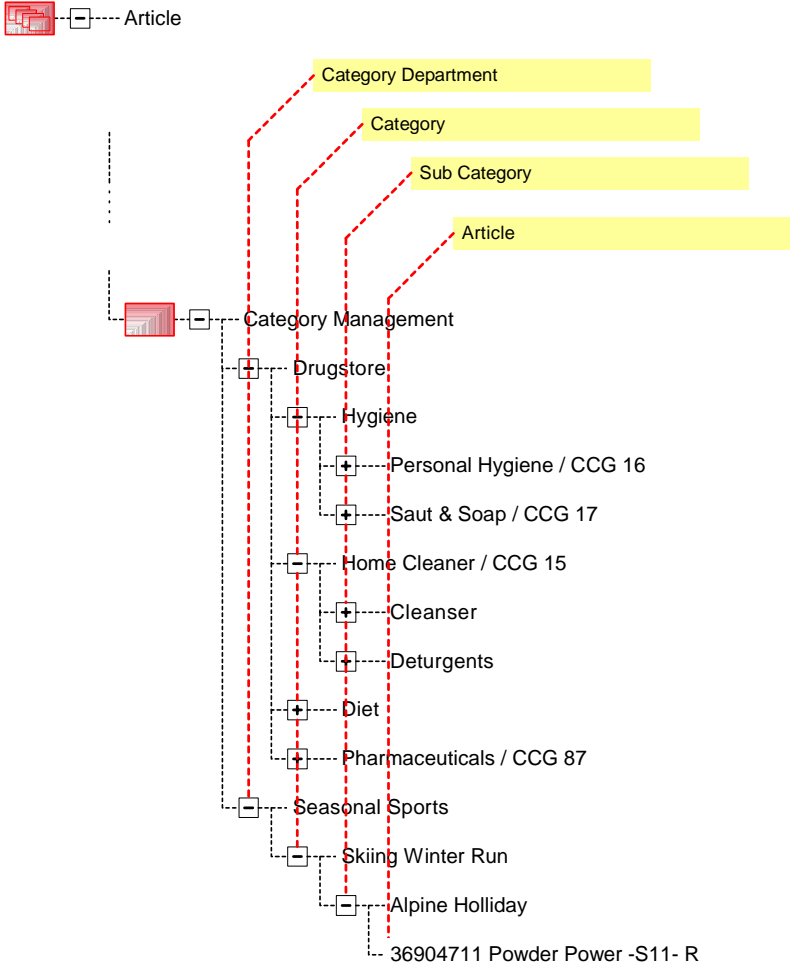 Article
Category Department
Category
Sub Category
Article
Category Management
Drugstore
Hygiene
Personal Hygiene / CCG 16
Saut & Soap / CCG 17
Home Cleaner / CCG 15
Cleanser
Deturgents
Diet
Pharmaceuticals / CCG 87
Seasonal Sports
Skiing Winter Run
Alpine Holliday
36904711 Powder Power -S11- R